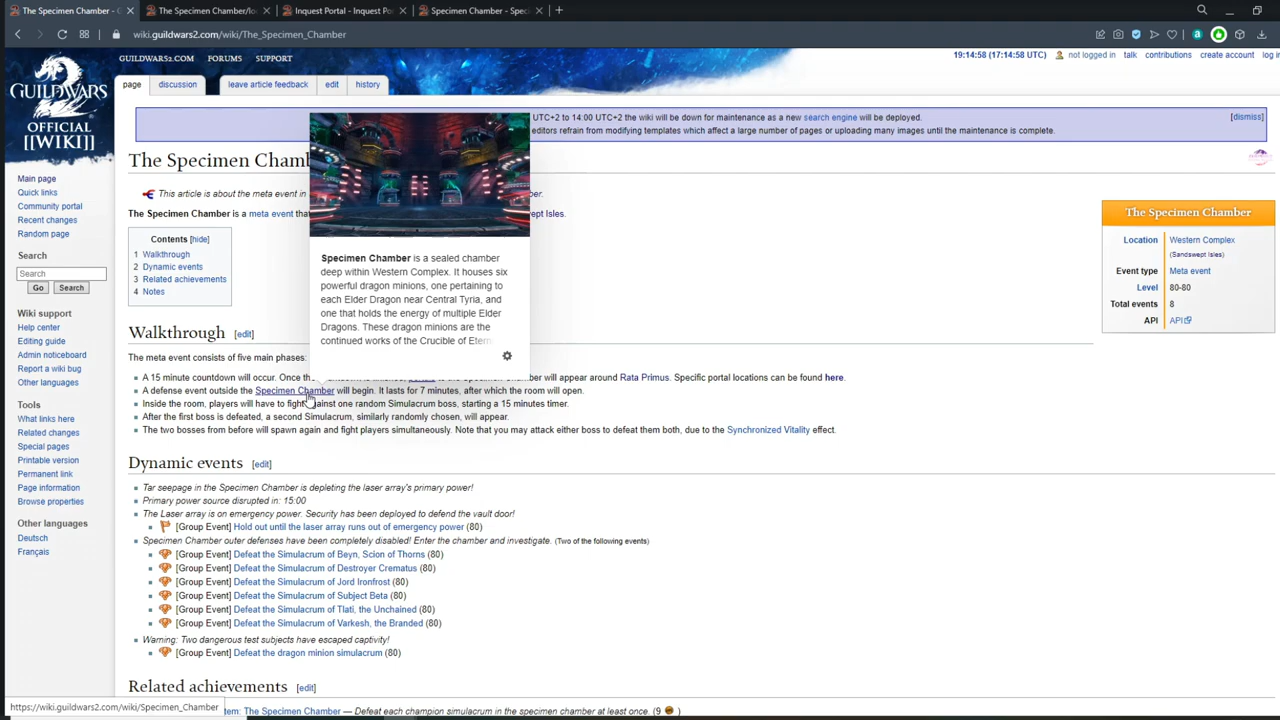 The Specimen Chamber - G
The Specimen Chamber/lo
Inquest Portal - Inquest Po
Specimen Chamber - Spec
wiki.guildwars2.com/wiki/The_Specimen_Chamber
GUILDWARS2.COM FORUMS SUPPORT
19:14:58 (17:14:58 UTC) not logged in talk contributions create account log in
GUILDWARS
OFFICIAL
[[WIKI]]
page discussion leave article feedback edit history
UTC+2 to 14:00 UTC+2 the wiki will be down for maintenance as a new search engine will be deployed. [dismiss]
editors refrain from modifying templates which affect a large number of pages or uploading many images until the maintenance is complete.
Main page
Quick links
Community portal
Recent changes
Random page
Search
Search
Go Search
Wiki support
Help center
Editing guide
Admin noticeboard
Report a wiki bug
Other languages
Tools
What links here
Related changes
Special pages
Printable version
Permanent link
Page information
Browse properties
Other languages
Deutsch
Français
The Specimen Chamb
This article is about the meta event in
The Specimen Chamber is a meta event tha
Contents [hide]
1 Walkthrough
2 Dynamic events
3 Related achievements
4 Notes
Specimen Chamber is a sealed chamber
deep within Western Complex. It houses six
powerful dragon minions, one pertaining to
each Elder Dragon near Central Tyria, and
one that holds the energy of multiple Elder
Dragons. These dragon minions are the
continued works of the Crucible of Etern
The Specimen Chamber
Location Western Complex
(Sandswept Isles)
Event type Meta event
Level 80-80
Total events 8
API API
Walkthrough [edit]
The meta event consists of five main phases:
A 15 minute countdown will occur. Once the to the Specimen Chamber will appear around Rata Primus. Specific portal locations can be found here.
A defense event outside the Specimen Chamber will begin. It lasts for 7 minutes, after which the room will open.
Inside the room, players will have to fight against one random Simulacrum boss, starting a 15 minutes timer.
After the first boss is defeated, a second Simulacrum, similarly randomly chosen, will appear.
The two bosses from before will spawn again and fight players simultaneously. Note that you may attack either boss to defeat them both, due to the Synchronized Vitality effect.
Dynamic events [edit]
Tar seepage in the Specimen Chamber is depleting the laser array's primary power!
Primary power source disrupted in: 15:00
The Laser array is on emergency power. Security has been deployed to defend the vault door!
[Group Event] Hold out until the laser array runs out of emergency power (80)
Specimen Chamber outer defenses have been completely disabled! Enter the chamber and investigate. (Two of the following events)
[Group Event] Defeat the Simulacrum of Beyn, Scion of Thorns (80)
[Group Event] Defeat the Simulacrum of Destroyer Crematus (80)
[Group Event] Defeat the Simulacrum of Jord Ironfrost (80)
[Group Event] Defeat the Simulacrum of Subject Beta (80)
[Group Event] Defeat the Simulacrum of Tlati, the Unchained (80)
[Group Event] Defeat the Simulacrum of Varkesh, the Branded (80)
Warning: Two dangerous test subjects have escaped captivity!
[Group Event] Defeat the dragon minion simulacrum (80)
Related achievements [edit]
tem: The Specimen Chamber — Defeat each champion simulacrum in the specimen chamber at least once. (9 )
https://wiki.guildwars2.com/wiki/Specimen_Chamber